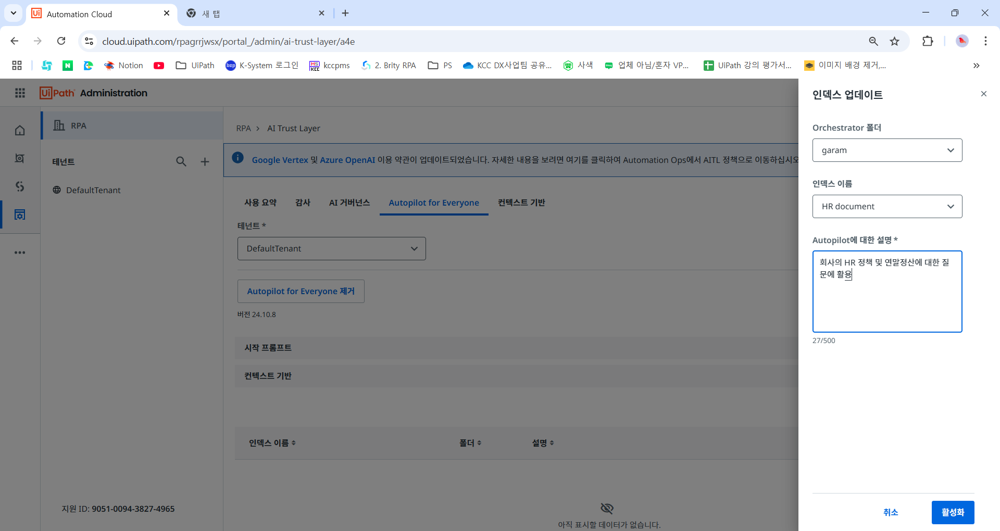 Automation Cloud
새 탭
cloud.uipath.com/rpagrrjwsx/portal_/admin/ai-trust-layer/a4e
Notion
UiPath
K-System 로그인
kccpms
2. Brity RPA
PS
KCC DX사업팀 공유...
사색
업체 아님/혼자 VP...
UiPath 강의 평가서...
이미지 배경 제거,...
UiPath Administration
RPA
테넌트
DefaultTenant
지원 ID: 9051-0094-3827-4965
RPA > AI Trust Layer
Google Vertex 및 Azure OpenAI 이용 약관이 업데이트되었습니다. 자세한 내용을 보려면 여기를 클릭하여 Automation Ops에서 AITL 정책으로 이동하십시오
사용 요약
감사
AI 거버넌스
Autopilot for Everyone
컨텍스트 기반
테넌트 *
DefaultTenant
Autopilot for Everyone 제거
버전 24.10.8
시작 프롬프트
컨텍스트 기반
인덱스 이름
폴더
설명
아직 표시할 데이터가 없습니다.
인덱스 업데이트
Orchestrator 폴더
garam
인덱스 이름
HR document
Autopilot에 대한 설명 *
회사의 HR 정책 및 연말정산에 대한 질
문에 활용
27/500
취소
활성화